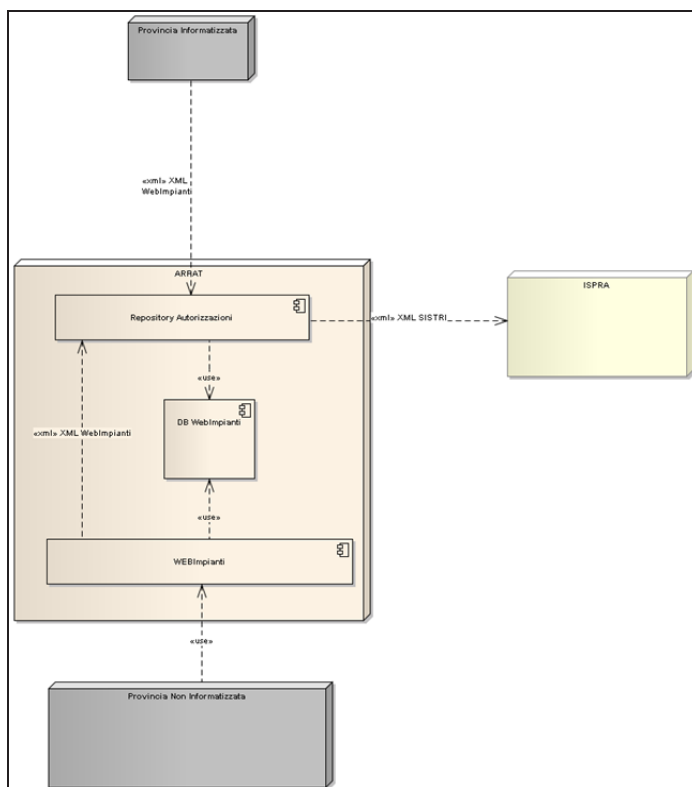 Provincia Informatizzata
«xml» XML
WebImpianti
ARRAT
Repository Autorizzazioni
«xml» XML SISTRI
ISPRA
«use»
DB WebImpianti
«xml» XML WebImpianti
«use»
WEBImpianti
«use»
Provincia Non Informatizzata